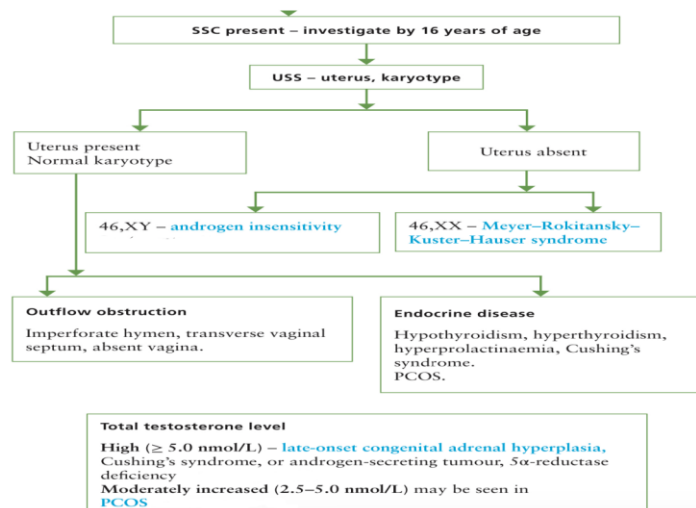 SSC present – investigate by 16 years of age
USS – uterus, karyotype
Uterus present
Normal karyotype
Uterus absent
46,XY – androgen insensitivity
46,XX – Meyer–Rokitansky–
Kuster–Hauser syndrome
Outflow obstruction
Imperforate hymen, transverse vaginal
septum, absent vagina.
Endocrine disease
Hypothyroidism, hyperthyroidism,
hyperprolactinaemia, Cushing's
syndrome.
PCOS.
Total testosterone level
High (≥ 5.0 nmol/L) – late-onset congenital adrenal hyperplasia,
Cushing's syndrome, or androgen-secreting tumour, 5α-reductase
deficiency
Moderately increased (2.5–5.0 nmol/L) may be seen in
PCOS